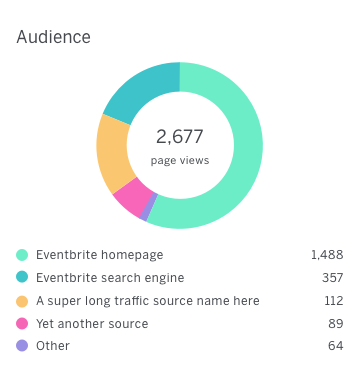 Audience
2,677
page views
Eventbrite homepage 1,488
Eventbrite search engine 357
A super long traffic source name here 112
Yet another source 89
Other 64